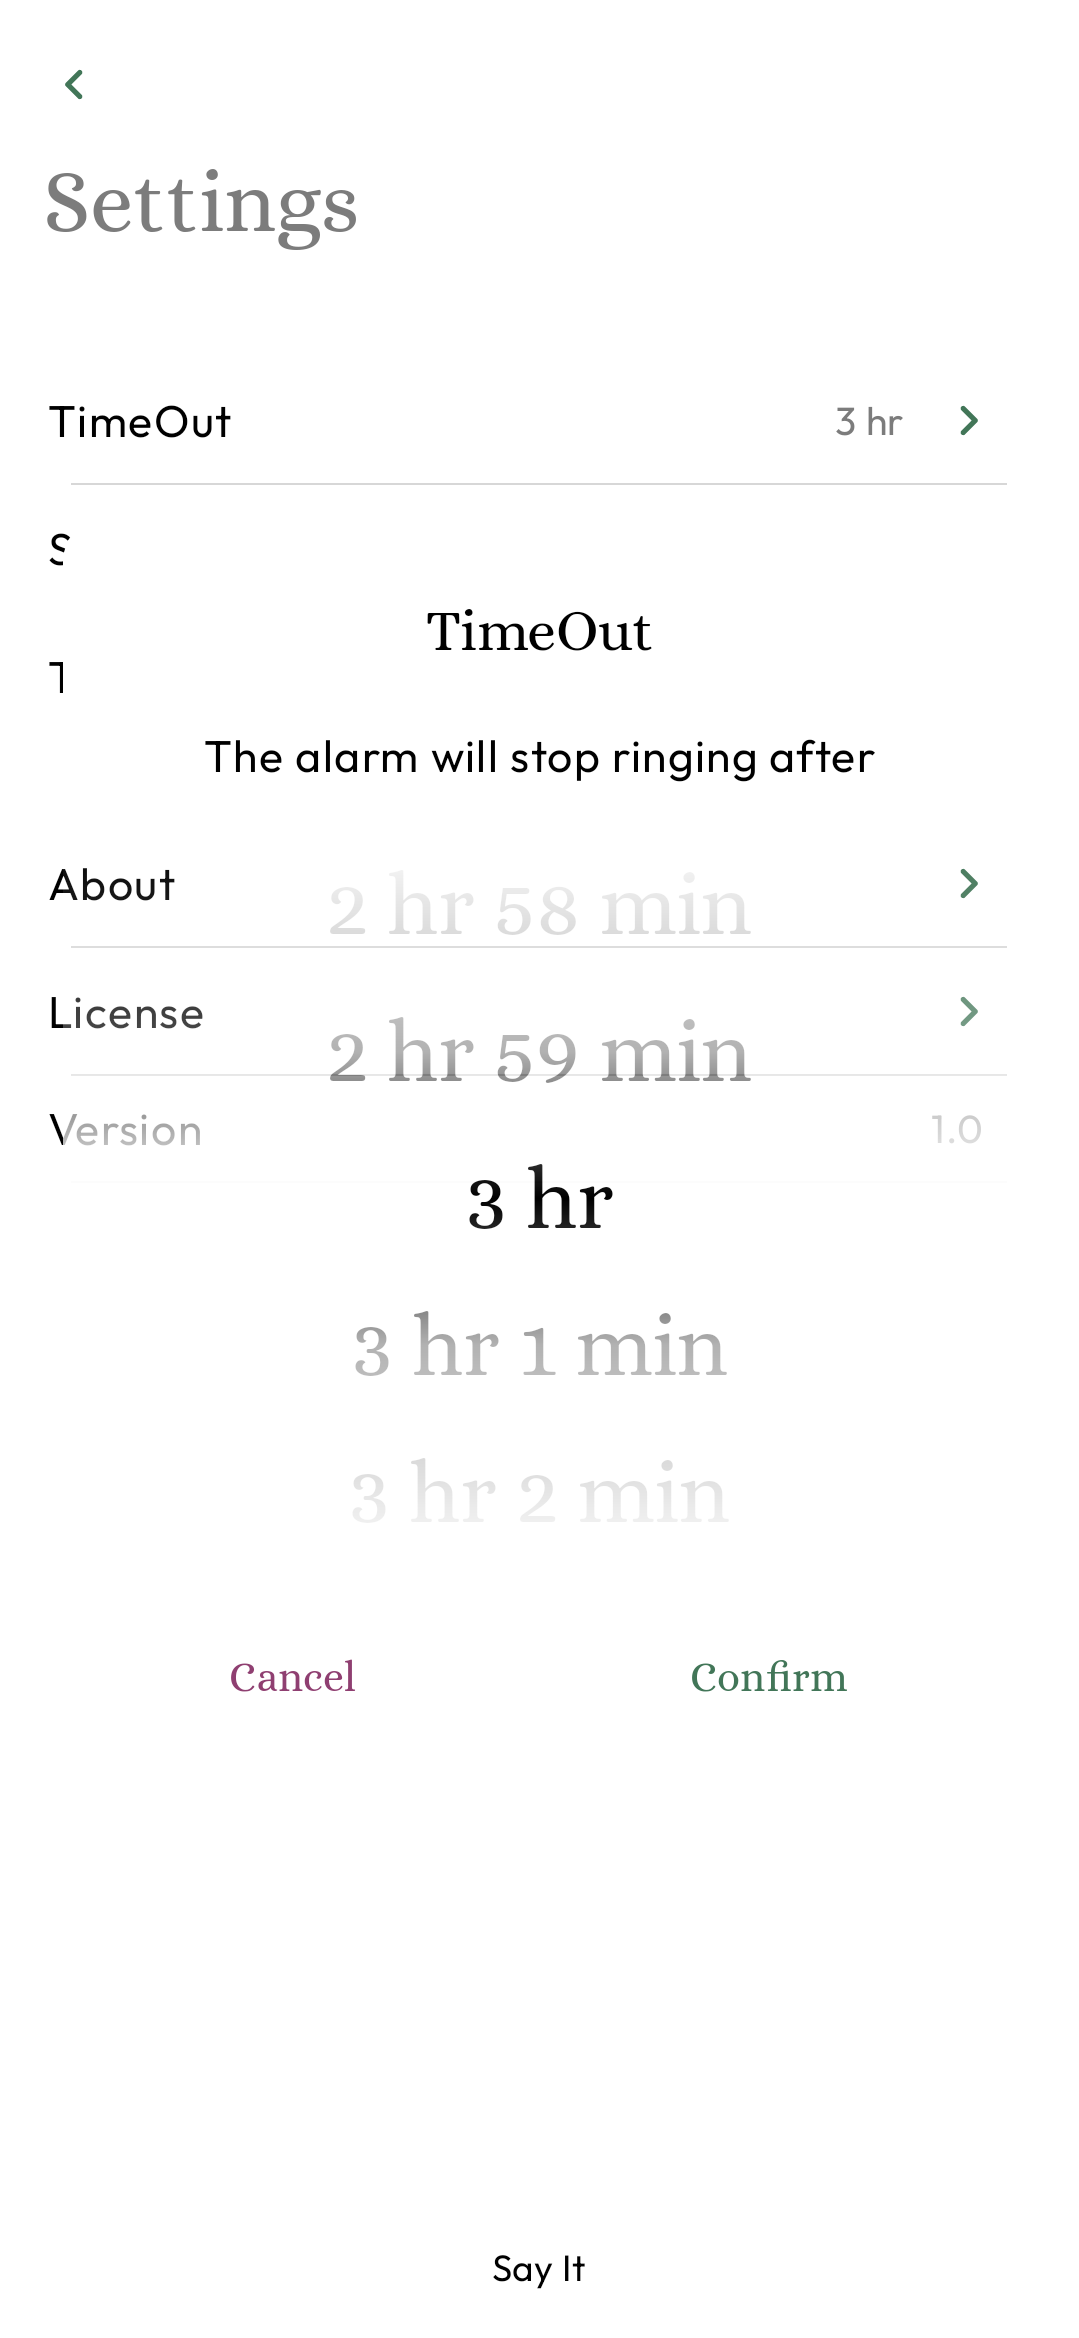 Settings
TimeOut 3 hr
TimeOut
The alarm will stop ringing after
About
2 hr 58 min
License
2 hr 59 min
Version 1.0
3 hr
3 hr 1 min
3 hr 2 min
Cancel Confirm
Say It